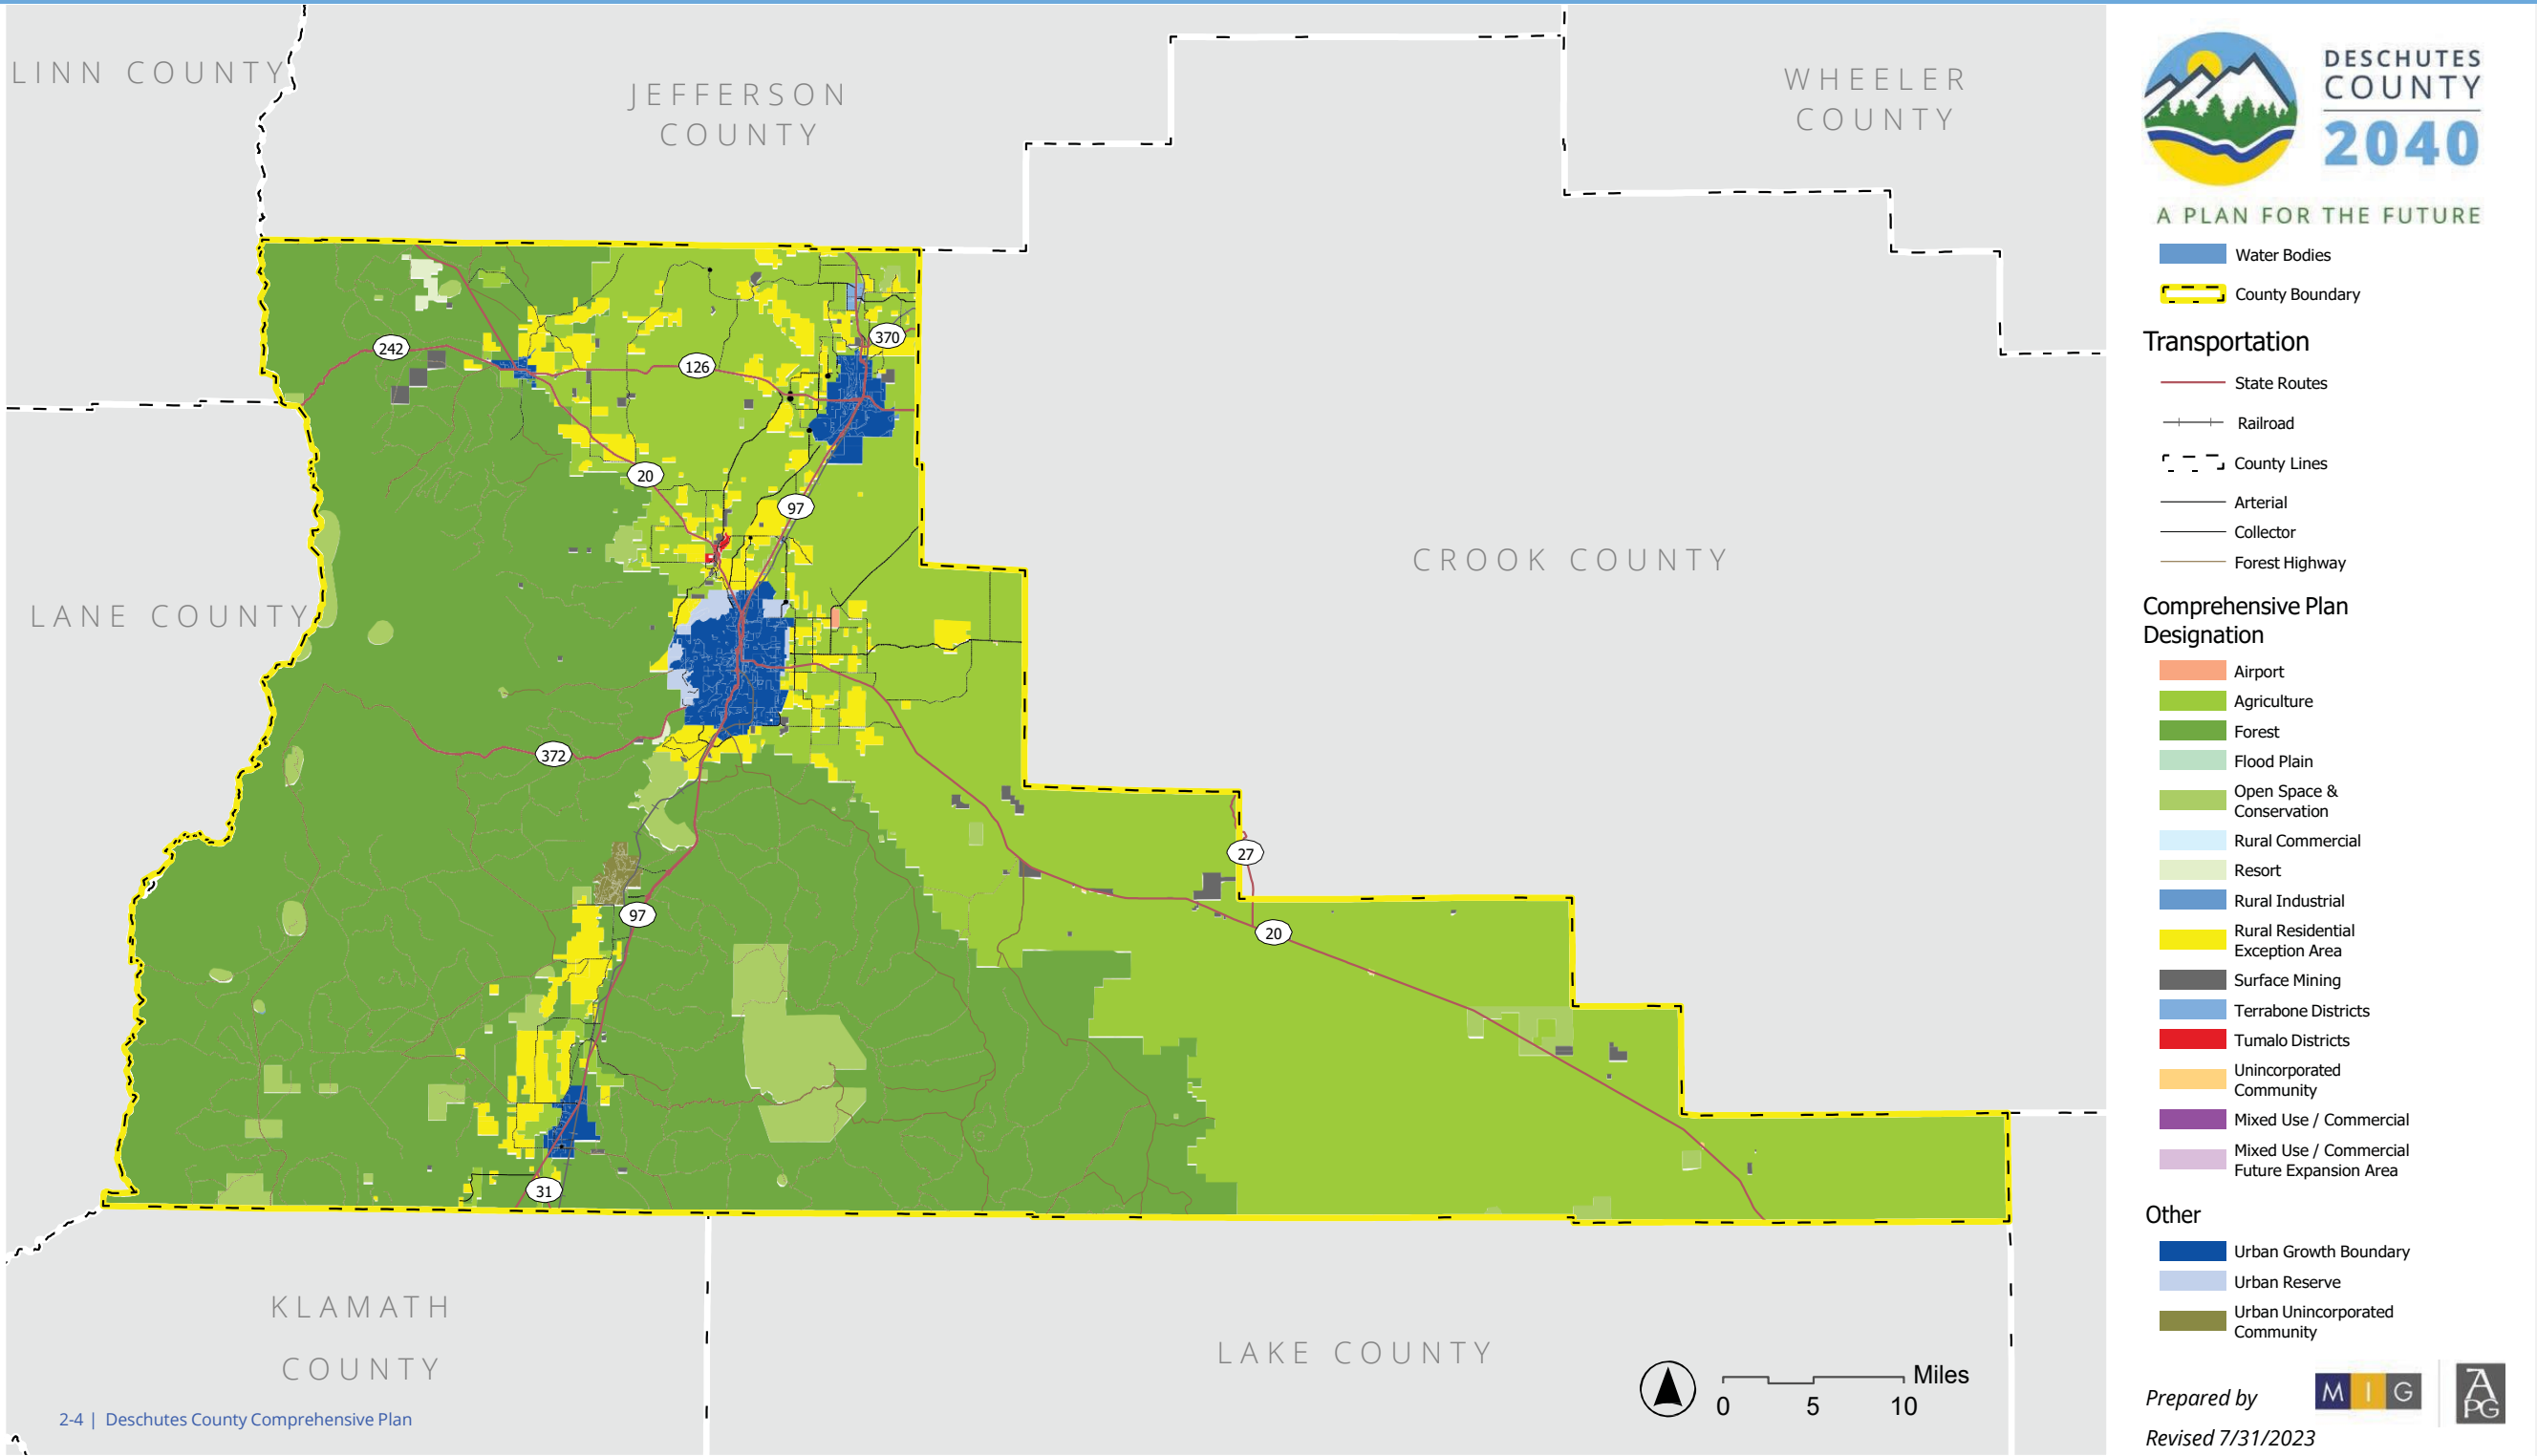 LINN COUNTY
JEFFERSON
COUNTY
WHEELER
COUNTY
CROOK COUNTY
LANE COUNTY
KLAMATH
COUNTY
LAKE COUNTY
242
126
370
20
97
372
97
27
20
31
0 5 10 Miles
2-4 | Deschutes County Comprehensive Plan
DESCHUTES
COUNTY
2040
A PLAN FOR THE FUTURE
Water Bodies
County Boundary
Transportation
State Routes
Railroad
County Lines
Arterial
Collector
Forest Highway
Comprehensive Plan
Designation
Airport
Agriculture
Forest
Flood Plain
Open Space &
Conservation
Rural Commercial
Resort
Rural Industrial
Rural Residential
Exception Area
Surface Mining
Terrabone Districts
Tumalo Districts
Unincorporated
Community
Mixed Use / Commercial
Mixed Use / Commercial
Future Expansion Area
Other
Urban Growth Boundary
Urban Reserve
Urban Unincorporated
Community
Prepared by
MIG
APG
Revised 7/31/2023